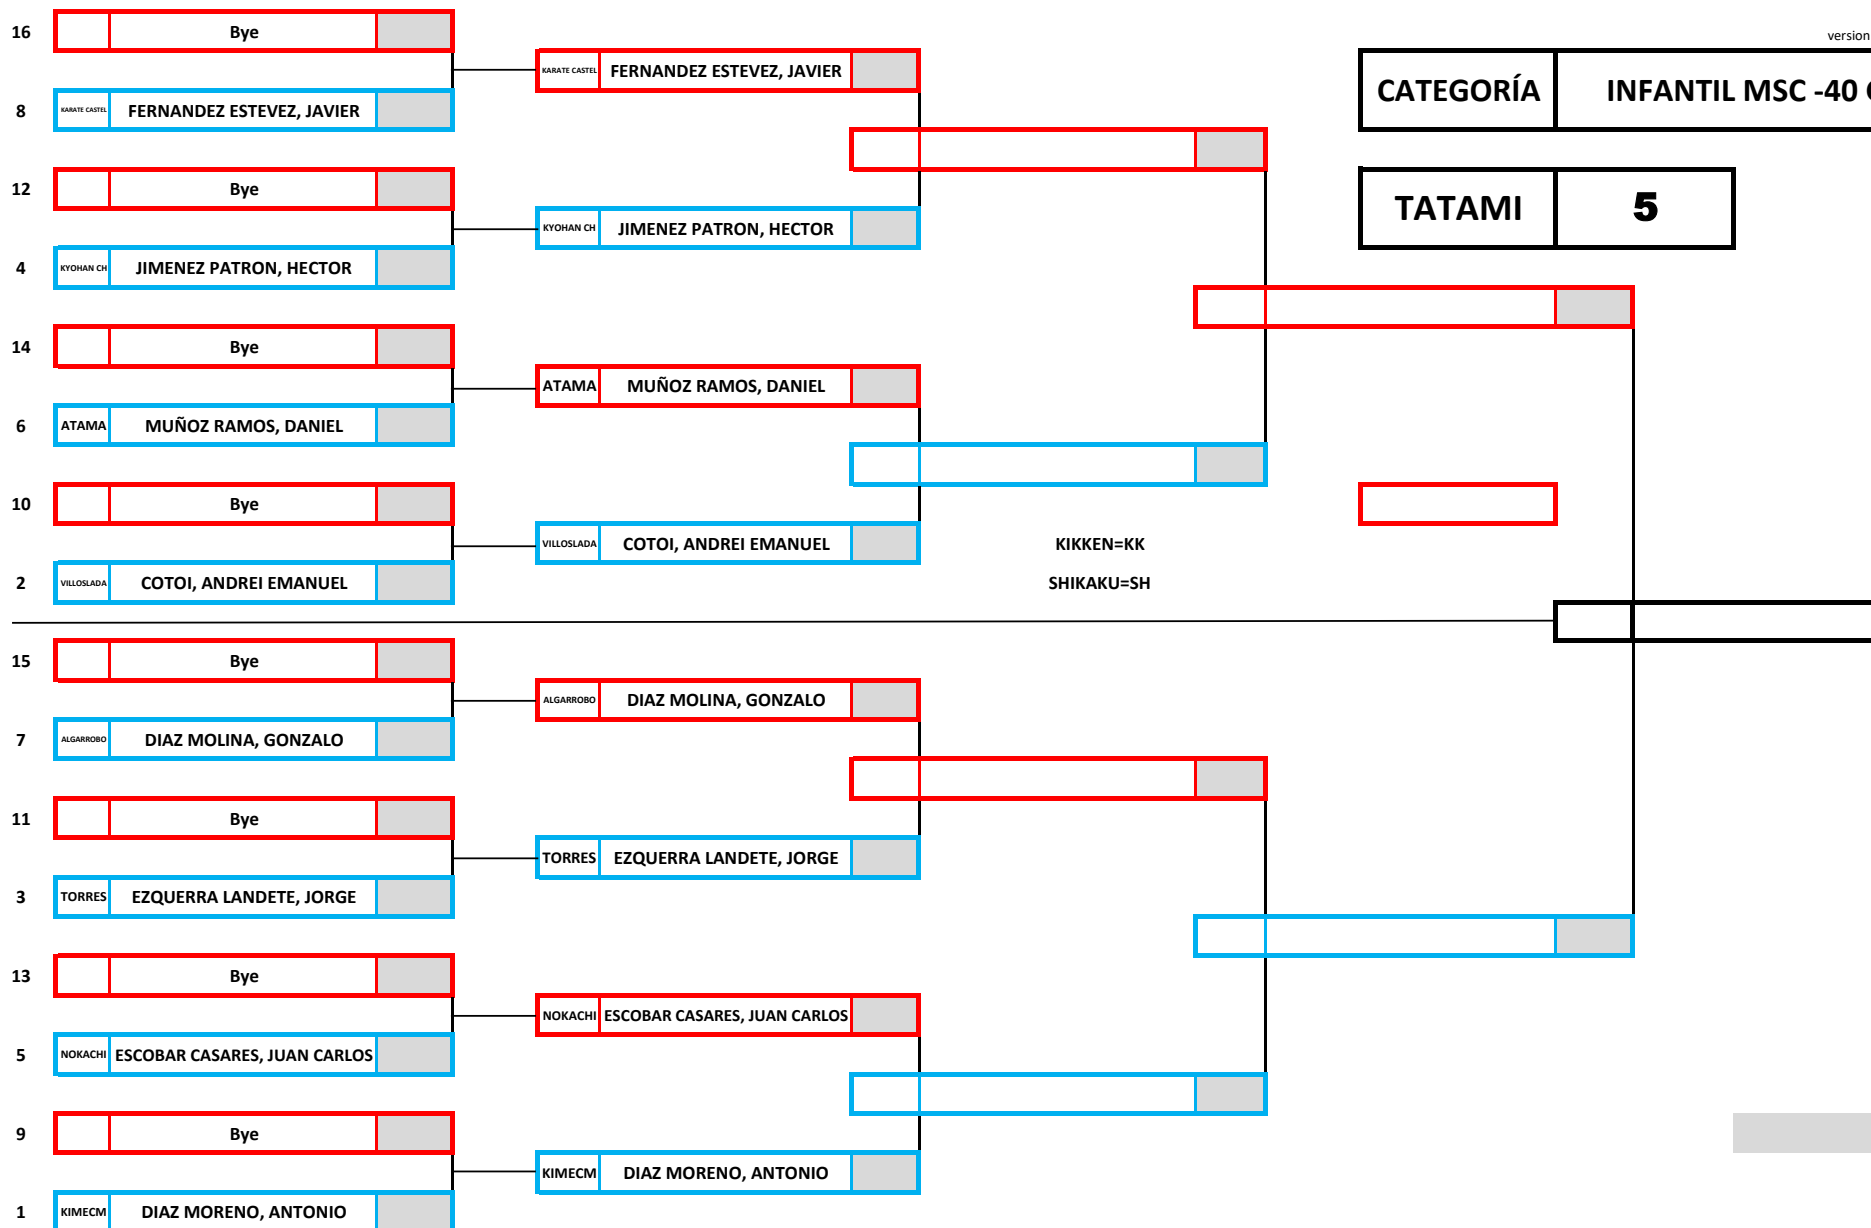 version
16 Bye
KARATE CASTEL FERNANDEZ ESTEVEZ, JAVIER
CATEGORÍA INFANTIL MSC -40
8 KARATE CASTEL FERNANDEZ ESTEVEZ, JAVIER
12 Bye
TATAMI 5
KYOHAN CH JIMENEZ PATRON, HECTOR
4 KYOHAN CH JIMENEZ PATRON, HECTOR
14 Bye
ATAMA MUÑOZ RAMOS, DANIEL
6 ATAMA MUÑOZ RAMOS, DANIEL
10 Bye
VILLOSLADA COTOI, ANDREI EMANUEL
KIKKEN=KK
2 VILLOSLADA COTOI, ANDREI EMANUEL
SHIKAKU=SH
15 Bye
ALGARROBO DIAZ MOLINA, GONZALO
7 ALGARROBO DIAZ MOLINA, GONZALO
11 Bye
TORRES EZQUERRA LANDETE, JORGE
3 TORRES EZQUERRA LANDETE, JORGE
13 Bye
NOKACHI ESCOBAR CASARES, JUAN CARLOS
5 NOKACHI ESCOBAR CASARES, JUAN CARLOS
9 Bye
KIMECM DIAZ MORENO, ANTONIO
1 KIMECM DIAZ MORENO, ANTONIO